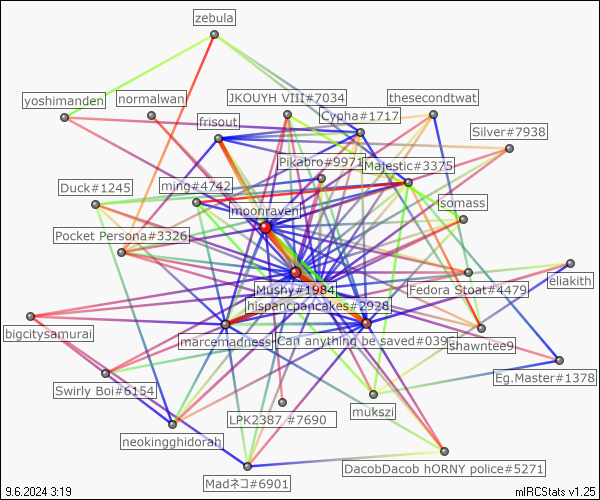 zebula
yoshimanden
normalwan
JKOUYH VIII#7034
thesecondtwat
frisout
Cypha#1717
Silver#7938
Pikabro#9971
Majestic#3375
Duck#1245
ming#4742
moonraven
somass
Pocket Persona#3326
Mushy#1984
Fedora Stoat#4479
eliakith
hispancpancakes#2928
bigcitysamurai
marcemadness
Can anything be saved#039
shawntee9
Swirly Boi#6154
Eg.Master#1378
LPK2387 #7690
mukszi
neokingghidorah
Madネコ#6901
DacobDacob hORNY police#5271
9.6.2024 3:19
mIRCStats v1.25